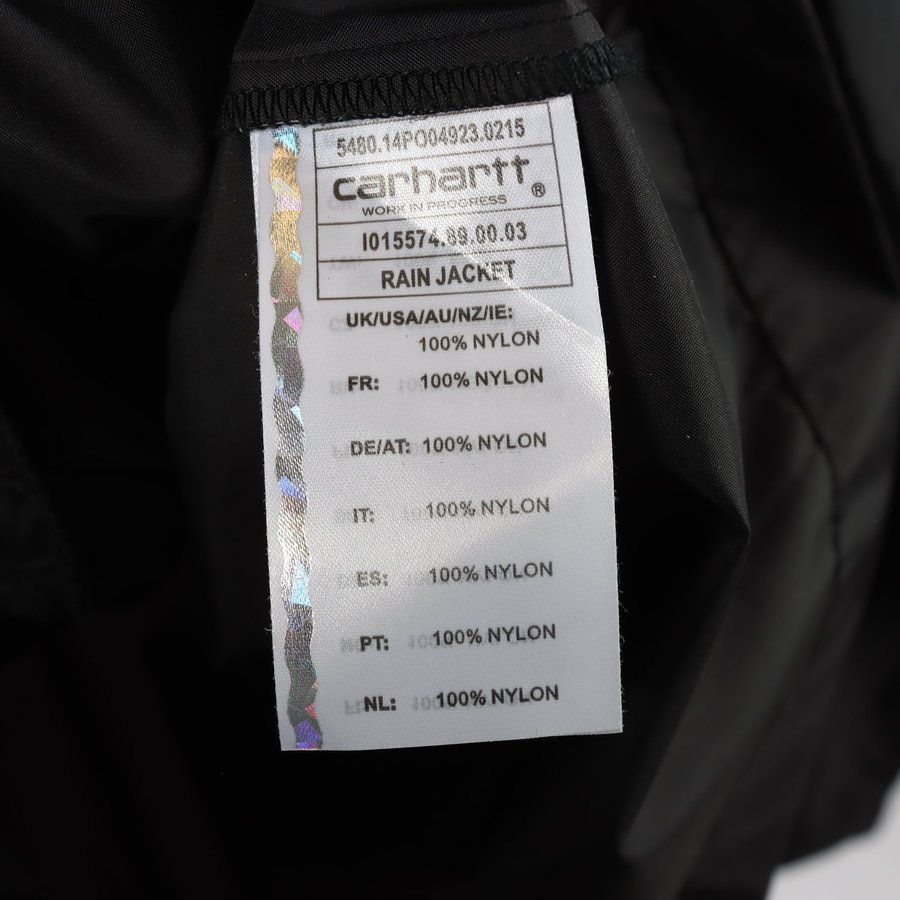 5480.14PO04923.0215
carhartt®
WORK IN PROGRESS
I015574.89.00.03
RAIN JACKET
UK/USA/AU/NZ/IE:
100% NYLON
FR: 100% NYLON
DE/AT: 100% NYLON
IT: 100% NYLON
ES: 100% NYLON
PT: 100% NYLON
NL: 100% NYLON